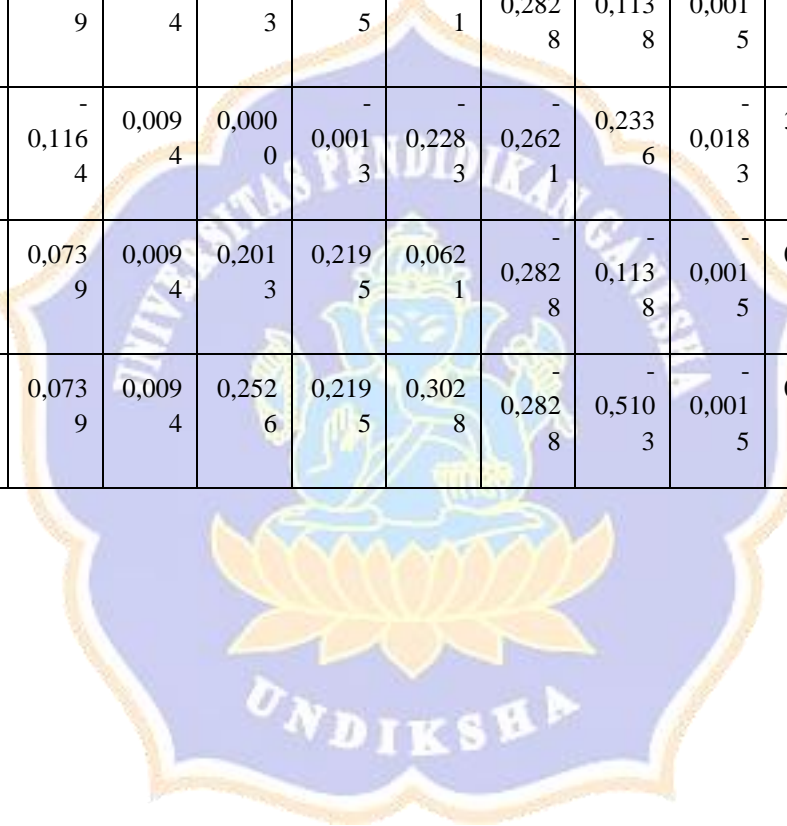 0,282 0,113 0,001
9 4 3 5 1
8 8 5
- - - - -
0,116 0,009 0,000 0,001 0,228 0,262 0,233 0,018
4 4 0 3 3 1 6 3
- - -
0,073 0,009 0,201 0,219 0,062 0,282 0,113 0,001
9 4 3 5 1 8 8 5
- - -
0,073 0,009 0,252 0,219 0,302 0,282 0,510 0,001
9 4 6 5 8 8 3 5
UNIVERSITAS PENDIDIKAN GANESHA
UNDIKSHA